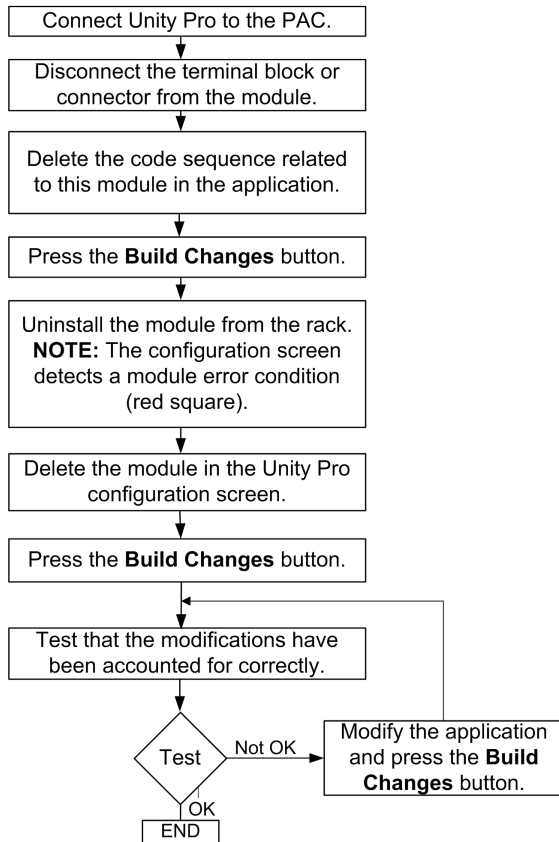 Connect Unity Pro to the PAC.
Disconnect the terminal block or
connector from the module.
Delete the code sequence related
to this module in the application.
Press the Build Changes button.
Uninstall the module from the rack.
NOTE: The configuration screen
detects a module error condition
(red square).
Delete the module in the Unity Pro
configuration screen.
Press the Build Changes button.
Test that the modifications have
been accounted for correctly.
Test
Not OK
Modify the application
and press the Build
Changes button.
OK
END